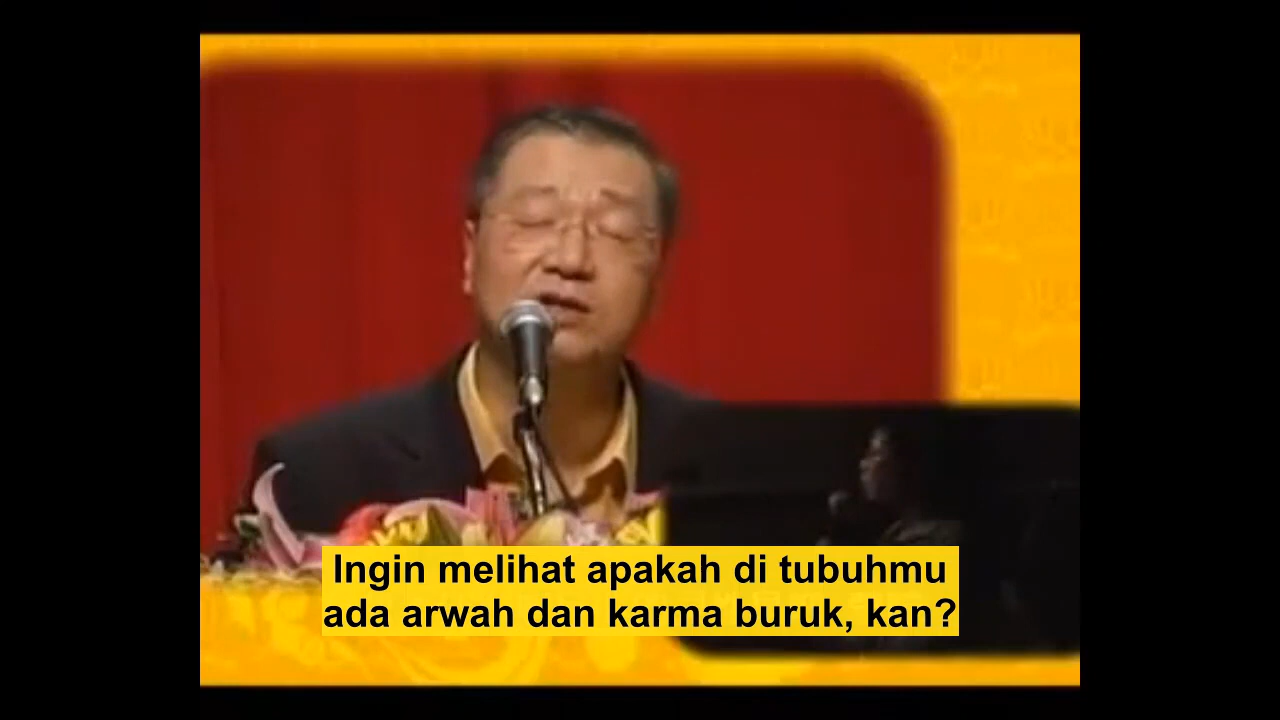 Ingin melihat apakah di tubuhmu
ada arwah dan karma buruk, kan?